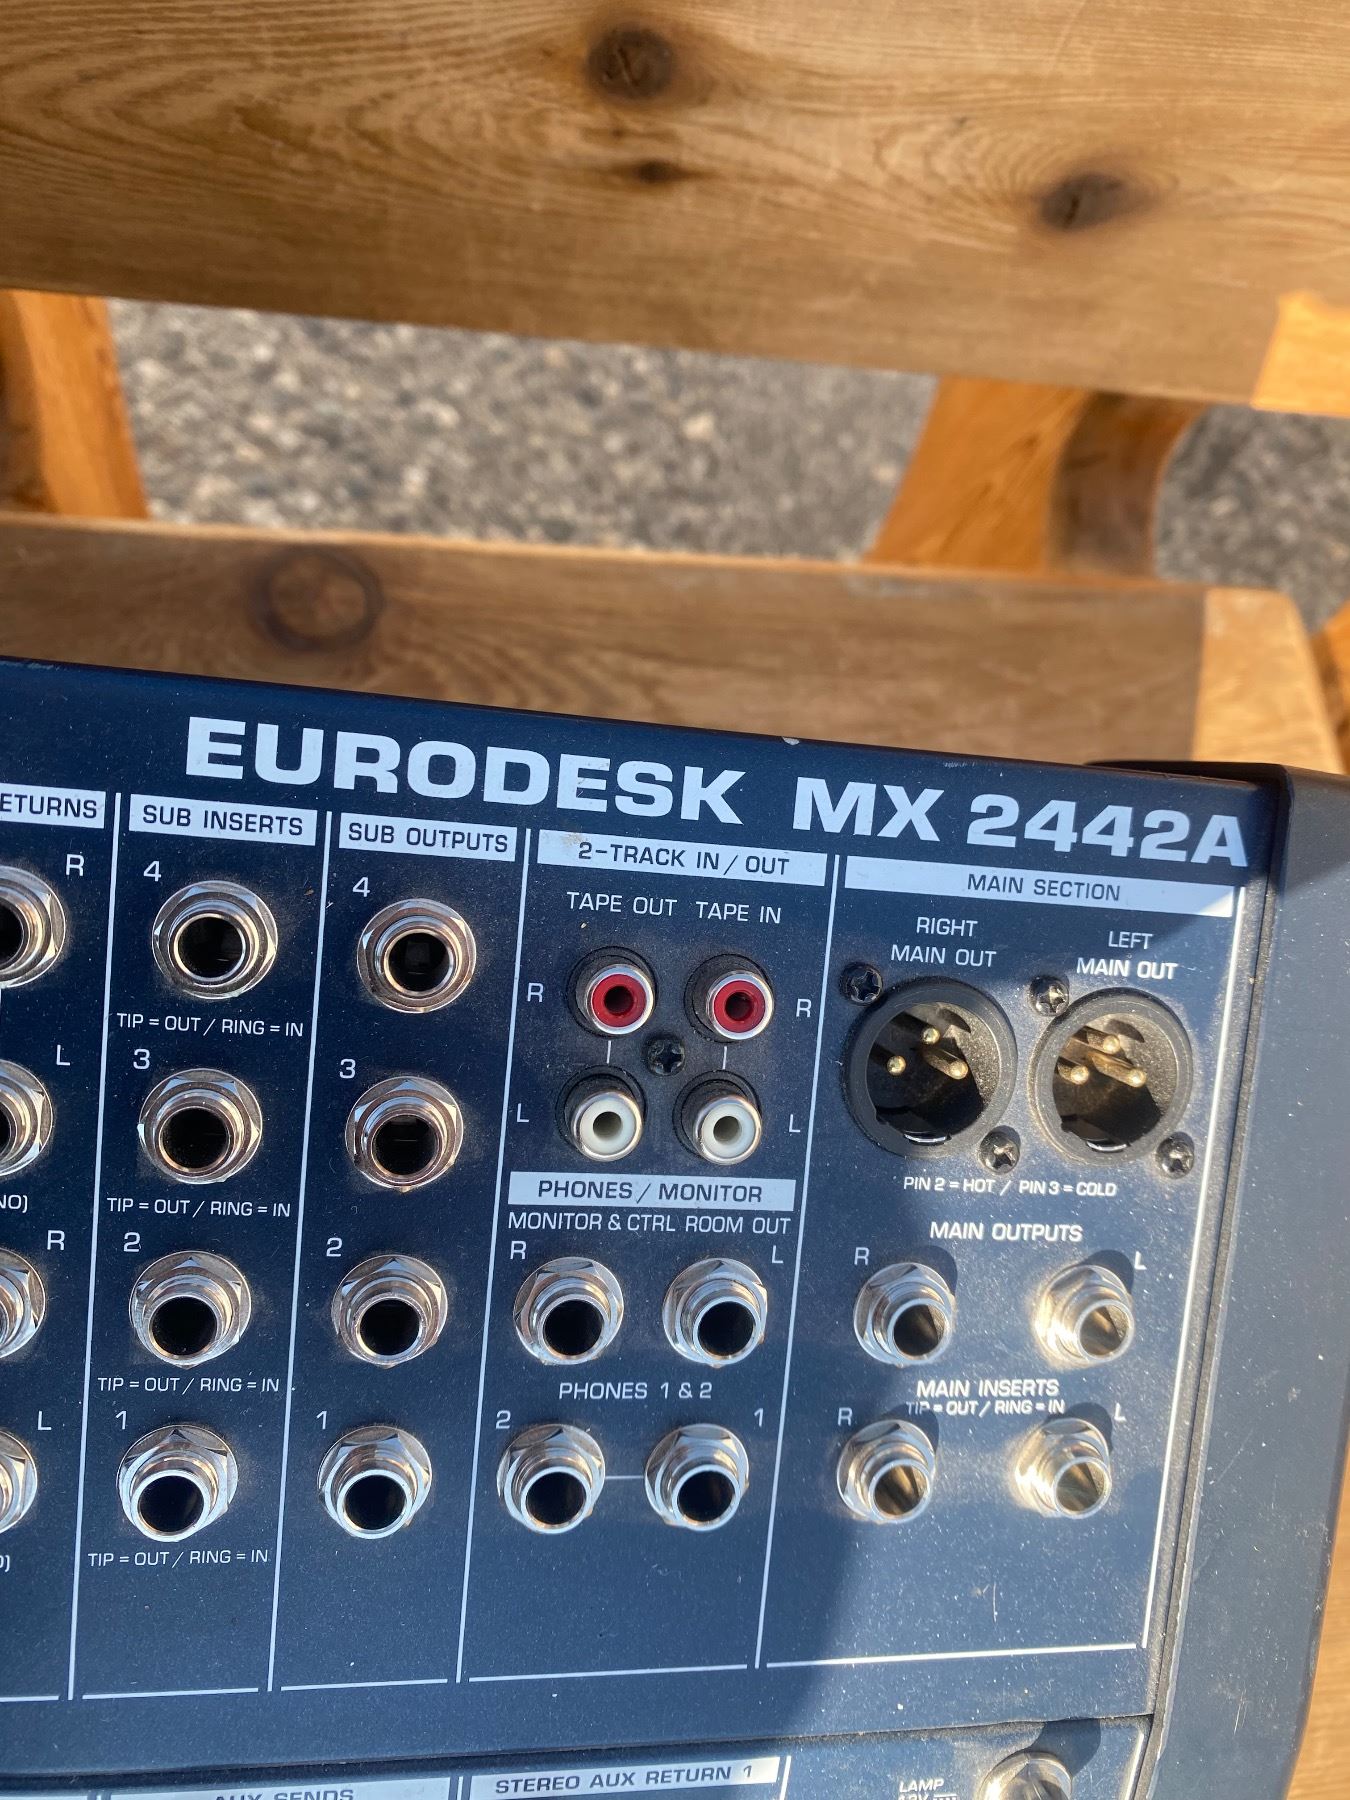 EURODESK MX 2442A
ETURNS
R
L
NO)
R
L
SUB INSERTS
4
TIP = OUT / RING = IN
3
TIP = OUT / RING = IN
2
TIP = OUT / RING = IN
1
TIP = OUT / RING = IN
SUB OUTPUTS
4
3
2
1
2-TRACK IN / OUT
TAPE OUT TAPE IN
R R
L L
PHONES / MONITOR
MONITOR & CTRL ROOM OUT
R L
PHONES 1 & 2
2 1
MAIN SECTION
RIGHT
MAIN OUT
LEFT
MAIN OUT
PIN 2 = HOT / PIN 3 = COLD
MAIN OUTPUTS
R L
MAIN INSERTS
TIP = OUT / RING = IN
R L
AUX SENDS
STEREO AUX RETURN 1
LAMP